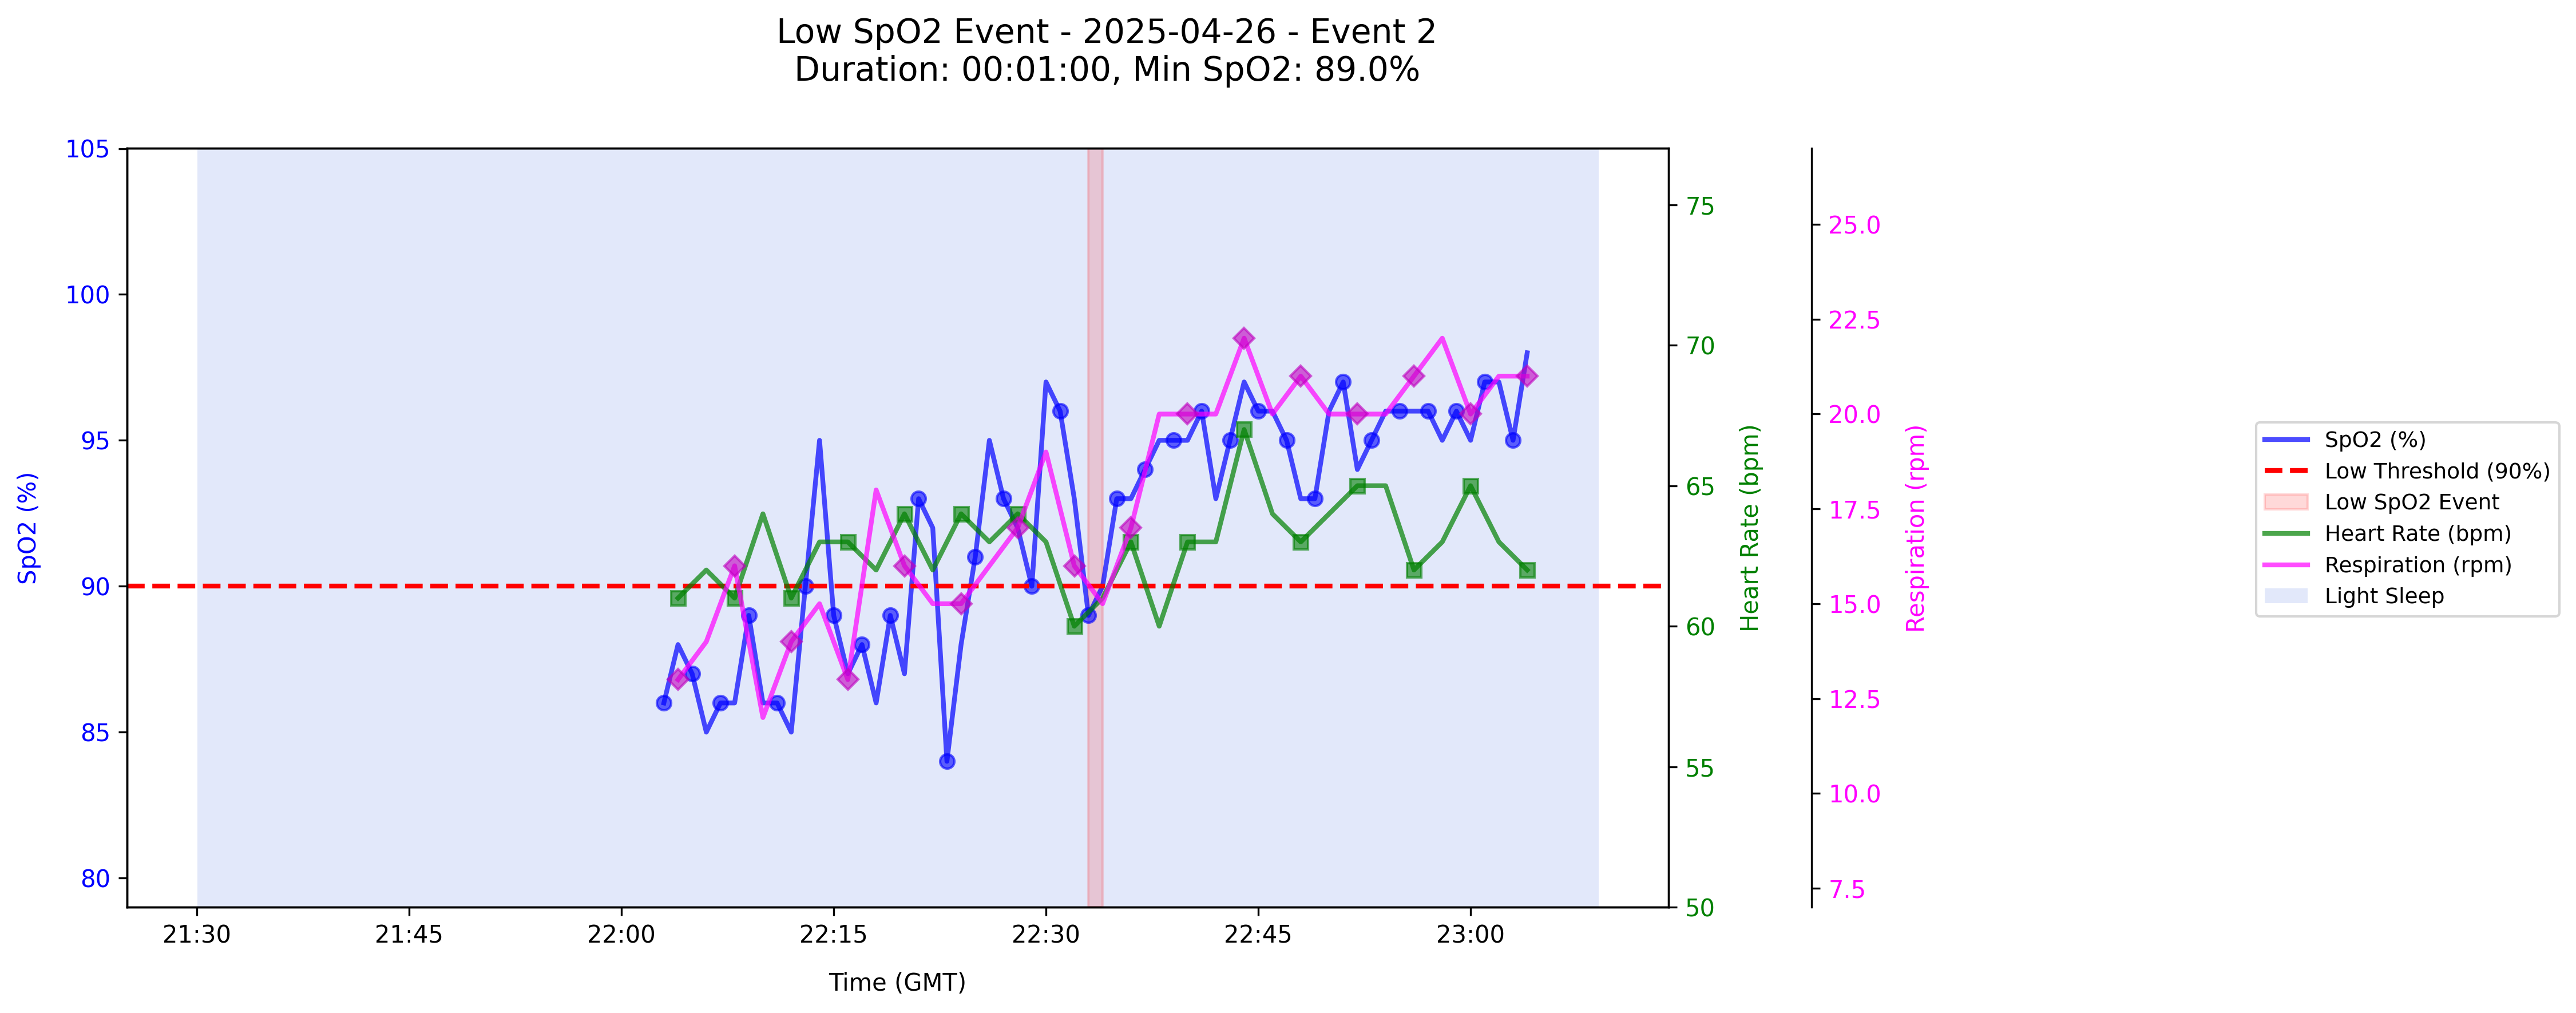 Low SpO2 Event - 2025-04-26 - Event 2
Duration: 00:01:00, Min SpO2: 89.0%
105
100
95
90
85
80
SpO2 (%)
75
70
65
60
55
50
Heart Rate (bpm)
25.0
22.5
20.0
17.5
15.0
12.5
10.0
7.5
Respiration (rpm)
SpO2 (%)
Low Threshold (90%)
Low SpO2 Event
Heart Rate (bpm)
Respiration (rpm)
Light Sleep
21:30
21:45
22:00
22:15
22:30
22:45
23:00
Time (GMT)